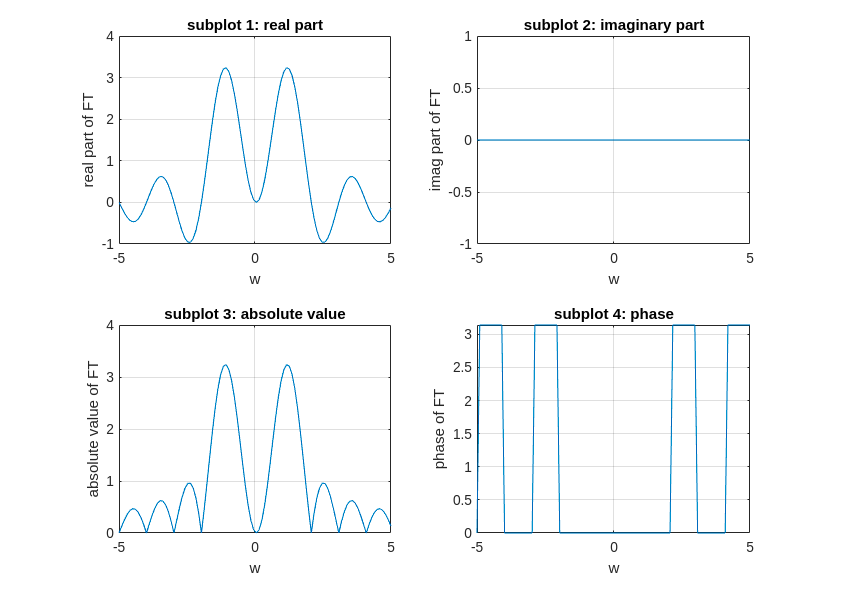 subplot 1: real part
real part of FT
4
3
2
1
0
-1
-5
0
5
w
subplot 2: imaginary part
imag part of FT
1
0.5
0
-0.5
-1
-5
0
5
w
subplot 3: absolute value
absolute value of FT
4
3
2
1
0
-5
0
5
w
subplot 4: phase
phase of FT
3
2.5
2
1.5
1
0.5
0
-5
0
5
w